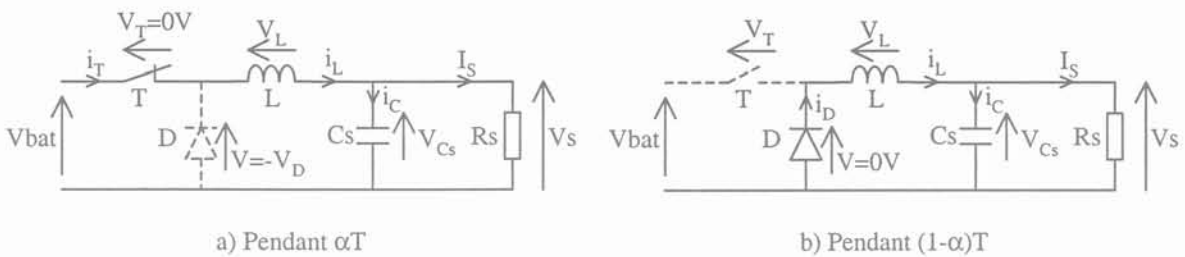 V_T=0V
V_L
i_T
i_L
I_S
T
L
i_C
Vbat
D
V=-V_D
Cs
V_Cs
Rs
Vs
a) Pendant αT
V_T
V_L
i_L
I_S
T
i_D
L
i_C
Vbat
D
V=0V
Cs
V_Cs
Rs
Vs
b) Pendant (1-α)T